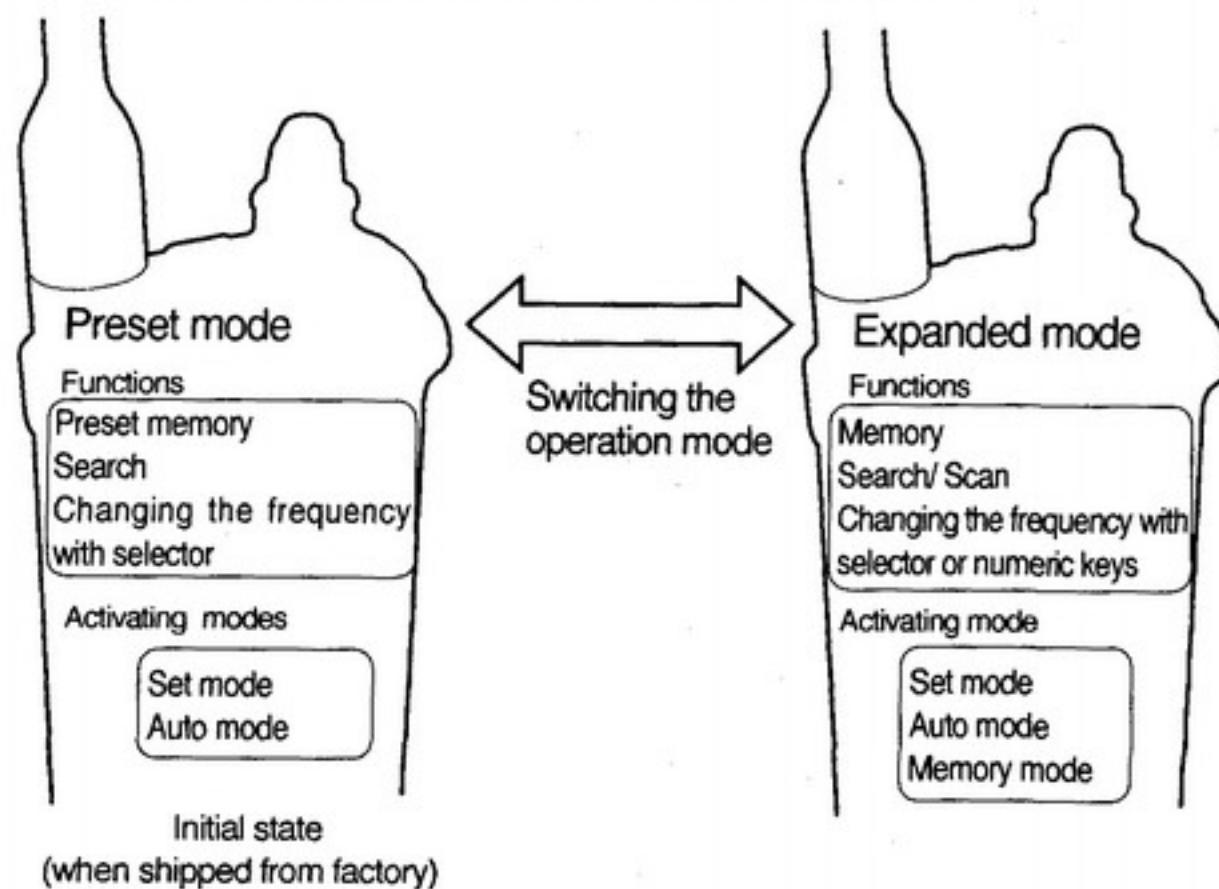 Preset mode
Functions
Preset memory
Search
Changing the frequency
with selector
Activating modes
Set mode
Auto mode
Initial state
(when shipped from factory)
Switching the
operation mode
Expanded mode
Functions
Memory
Search/ Scan
Changing the frequency with
selector or numeric keys
Activating mode
Set mode
Auto mode
Memory mode